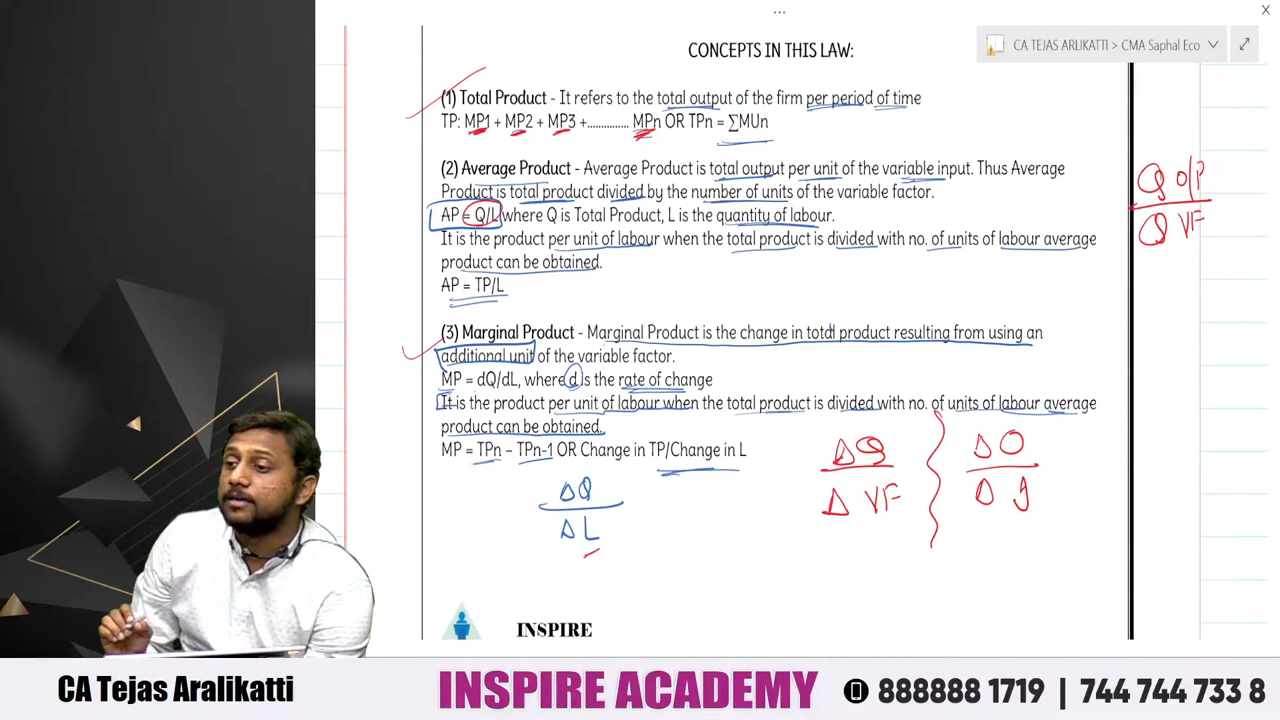 ...
CONCEPTS IN THIS LAW:
CA TEJAS ARLIKATTI > CMA Saphal Eco
(1) Total Product - It refers to the total output of the firm per period of time
TP: MP1 + MP2 + MP3 +............... MPn OR TPn = ∑MUn
(2) Average Product - Average Product is total output per unit of the variable input. Thus Average
Product is total product divided by the number of units of the variable factor.
AP = Q/L where Q is Total Product, L is the quantity of labour.
It is the product per unit of labour when the total product is divided with no. of units of labour average
product can be obtained.
AP = TP/L
Q O/P
Q VF
(3) Marginal Product - Marginal Product is the change in total product resulting from using an
additional unit of the variable factor.
MP = dQ/dL, where d is the rate of change
It is the product per unit of labour when the total product is divided with no. of units of labour average
product can be obtained..
MP = TPn – TPn-1 OR Change in TP/Change in L
ΔQ
ΔL
ΔQ
Δ VF
ΔO
Δ I
INSPIRE
CA Tejas Aralikatti
INSPIRE ACADEMY
888888 1719 | 744 744 733 8